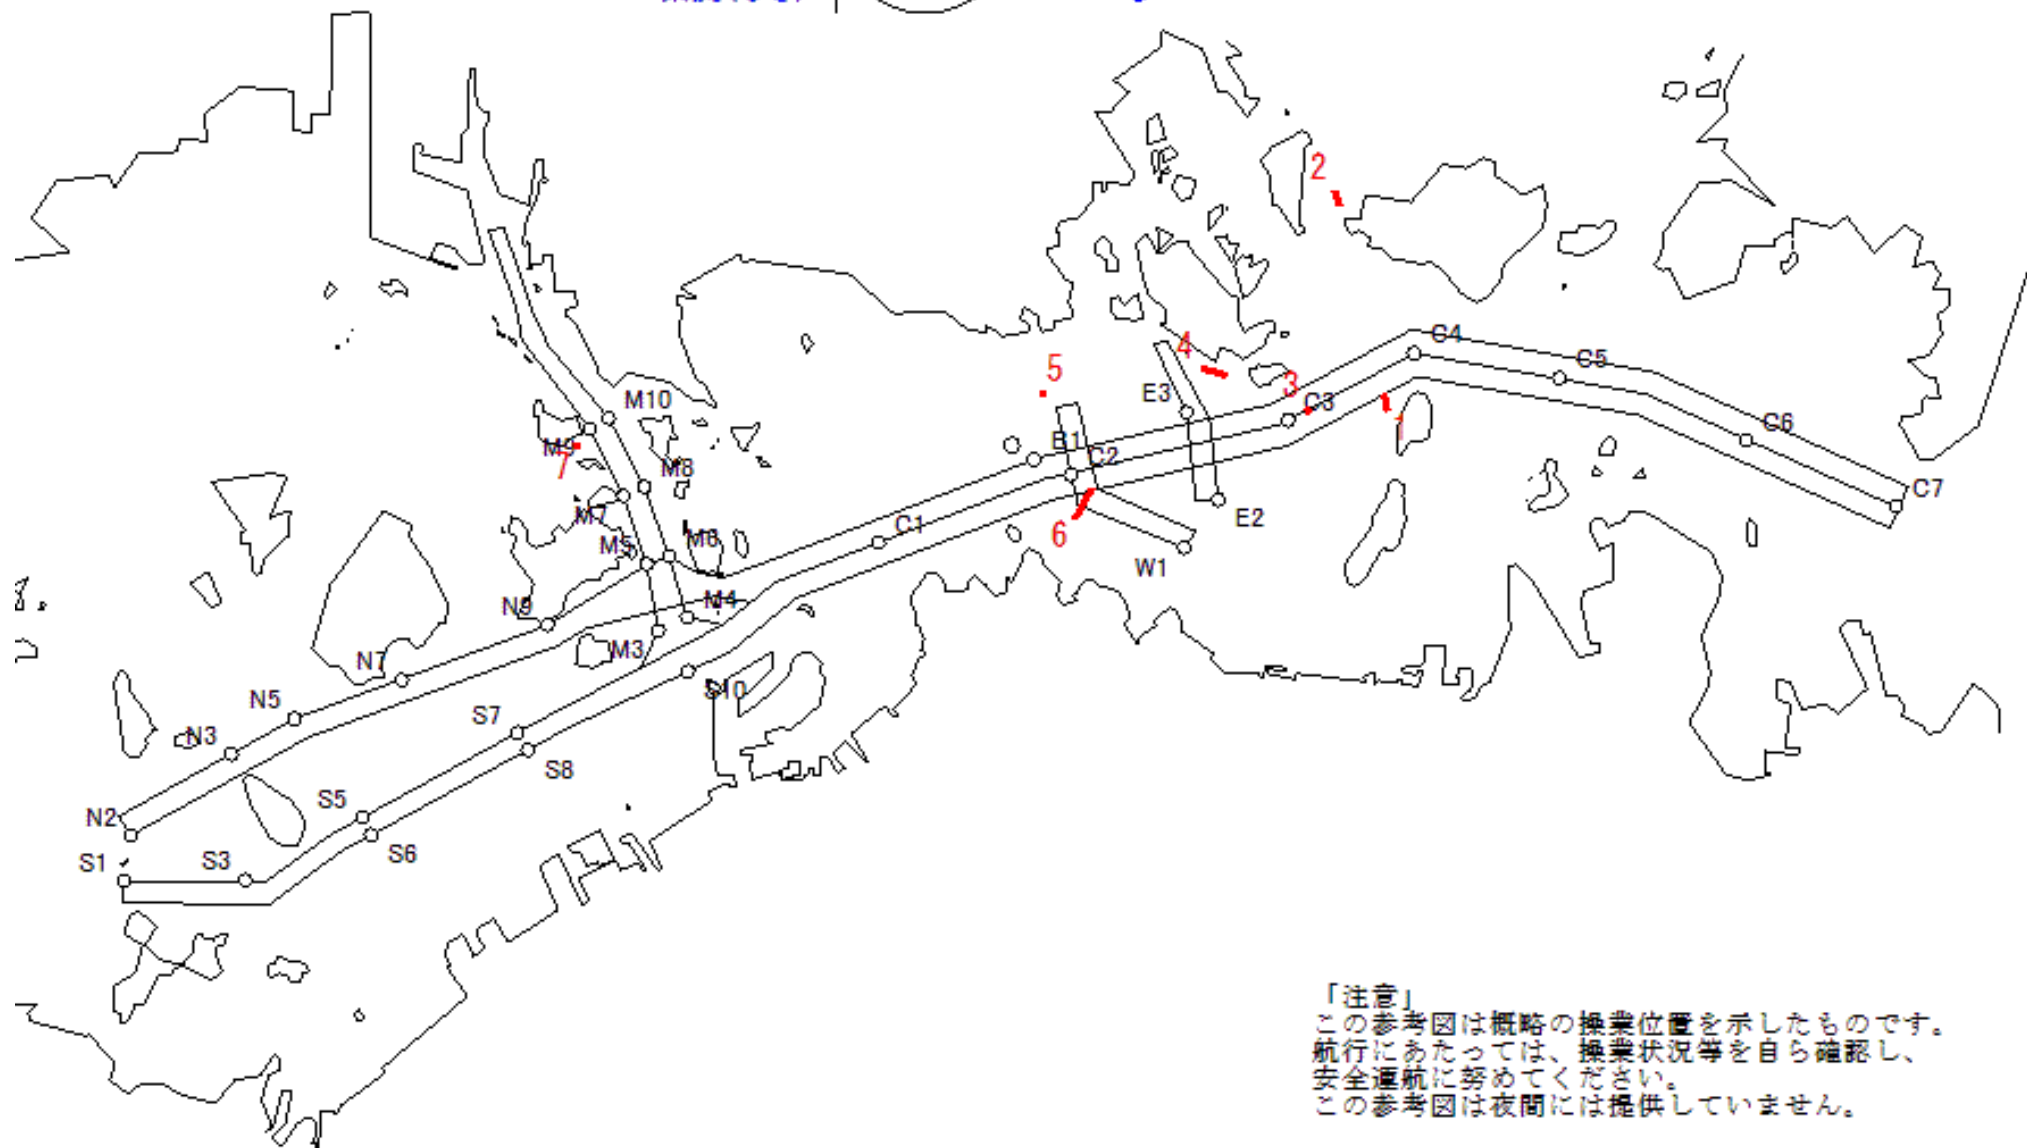 2
C4
4
5
C5
3
E3
C3
M10
1
C6
M9
B1
7
M8
C2
C7
M7
E2
C1
6
M5
M6
W1
N9
M4
M3
N7
S10
N5
S7
N3
S8
S5
N2
S6
S1
S3
「注意」
この参考図は概略の操業位置を示したものです。
航行にあたっては、操業状況等を自ら確認し、
安全運航に努めてください。
この参考図は夜間には提供していません。